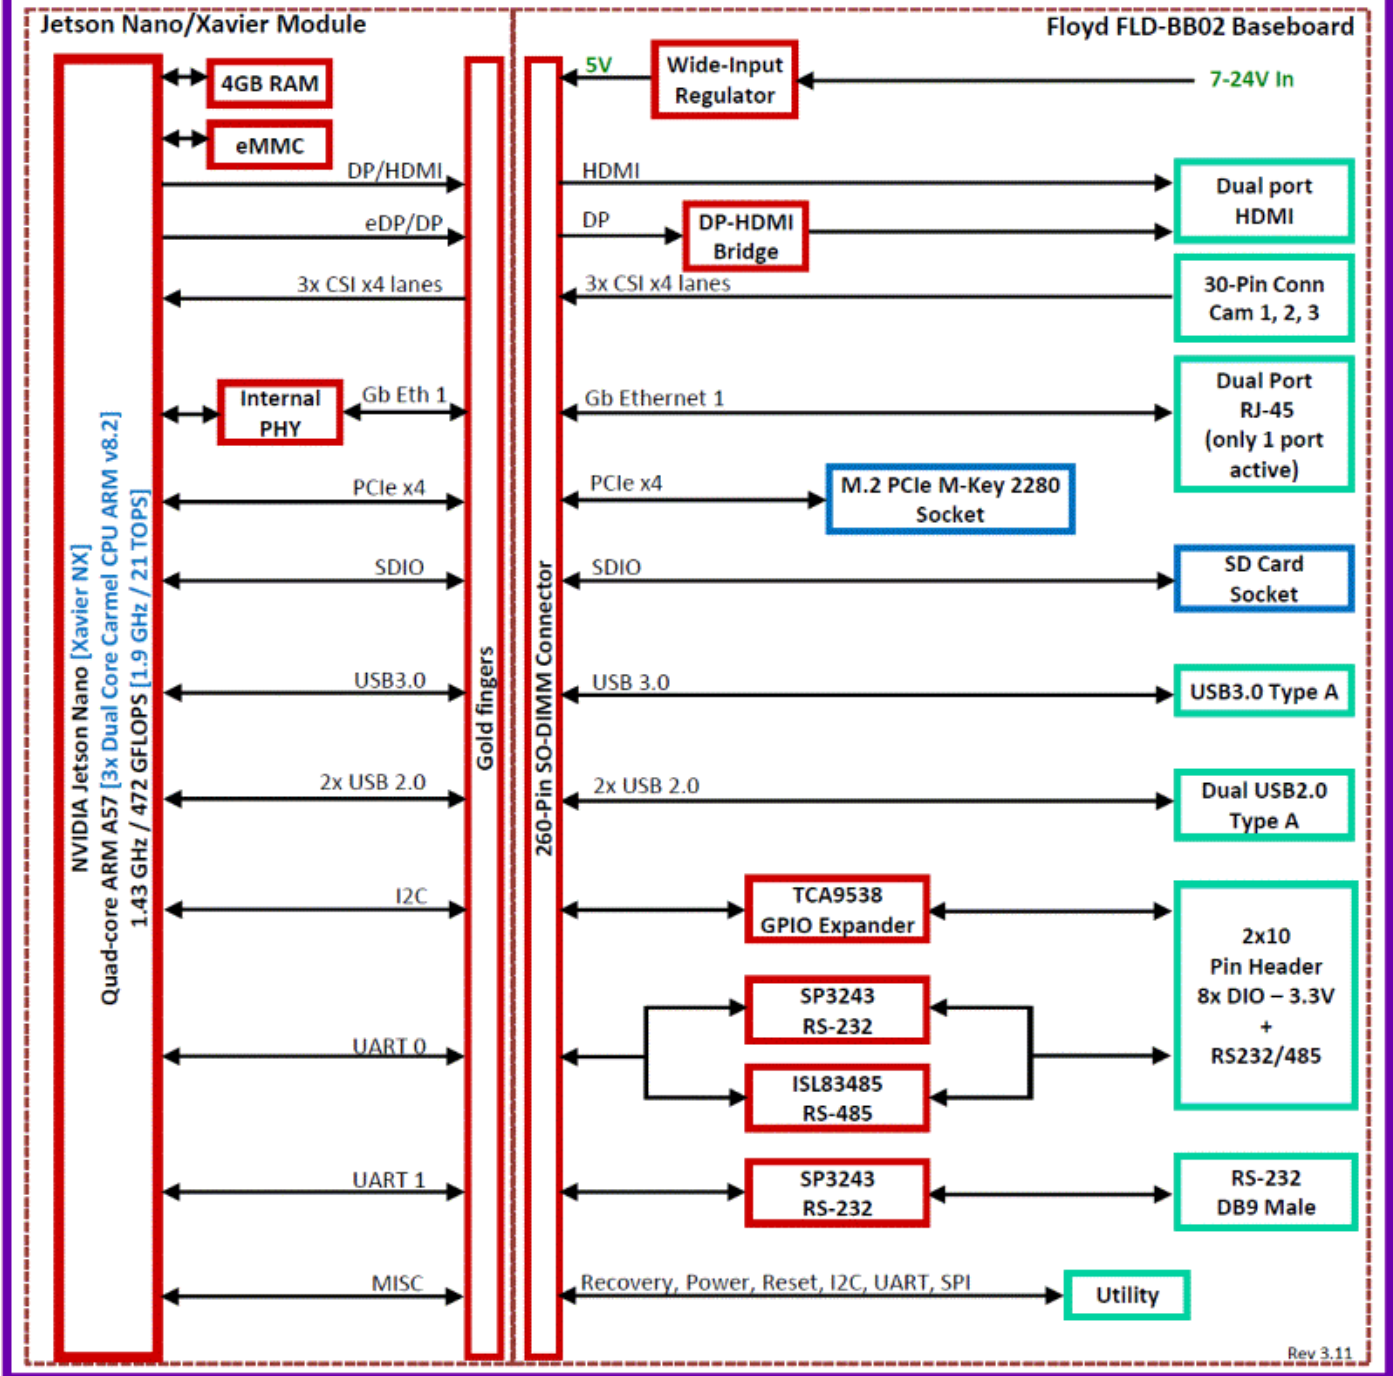 Jetson Nano/Xavier Module
Floyd FLD-BB02 Baseboard
4GB RAM
eMMC
DP/HDMI
eDP/DP
3x CSI x4 lanes
Internal
PHY
Gb Eth 1
PCIe x4
SDIO
USB3.0
2x USB 2.0
I2C
UART 0
UART 1
MISC
NVIDIA Jetson Nano [Xavier NX]
Quad-core ARM A57 [3x Dual Core Carmel CPU ARM v8.2]
1.43 GHz / 472 GFLOPS [1.9 GHz / 21 TOPS]
Gold fingers
260-Pin SO-DIMM Connector
5V
Wide-Input
Regulator
7-24V In
HDMI
Dual port
HDMI
DP
DP-HDMI
Bridge
3x CSI x4 lanes
30-Pin Conn
Cam 1, 2, 3
Gb Ethernet 1
Dual Port
RJ-45
(only 1 port
active)
PCIe x4
M.2 PCIe M-Key 2280
Socket
SDIO
SD Card
Socket
USB 3.0
USB3.0 Type A
2x USB 2.0
Dual USB2.0
Type A
TCA9538
GPIO Expander
SP3243
RS-232
ISL83485
RS-485
2x10
Pin Header
8x DIO – 3.3V
+
RS232/485
SP3243
RS-232
RS-232
DB9 Male
Recovery, Power, Reset, I2C, UART, SPI
Utility
Rev 3.11